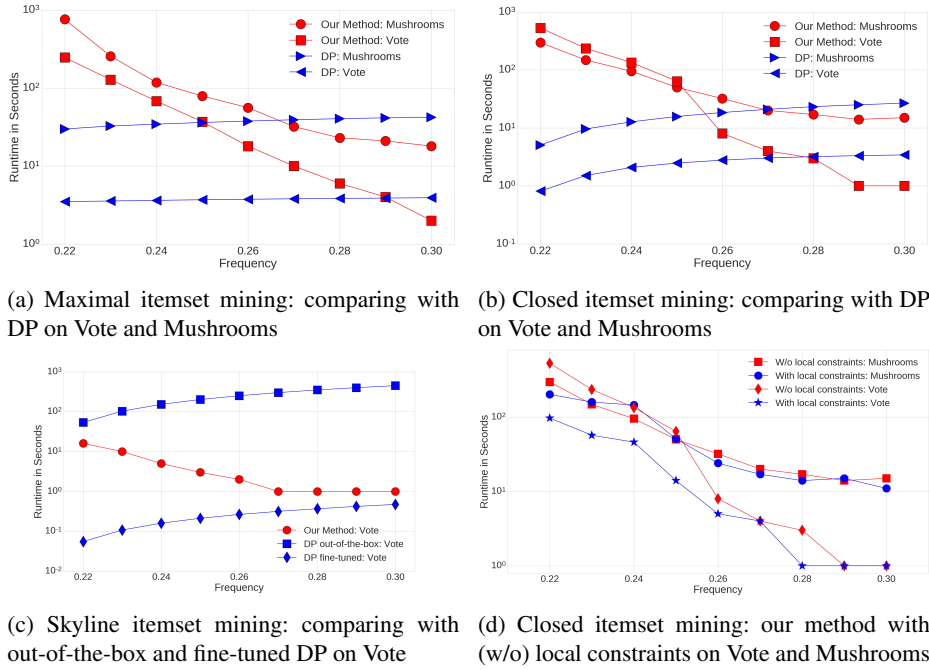 10³
10²
10¹
10⁰
Runtime in Seconds
Our Method: Mushrooms
Our Method: Vote
DP: Mushrooms
DP: Vote
0.22 0.24 0.26 0.28 0.30
Frequency
(a) Maximal itemset mining: comparing with
DP on Vote and Mushrooms
10³
10²
10¹
10⁰
10⁻¹
Runtime in Seconds
Our Method: Mushrooms
Our Method: Vote
DP: Mushrooms
DP: Vote
0.22 0.24 0.26 0.28 0.30
Frequency
(b) Closed itemset mining: comparing with DP
on Vote and Mushrooms
10³
10²
10¹
10⁰
10⁻¹
10⁻²
Runtime in Seconds
Our Method: Vote
DP out-of-the-box: Vote
DP fine-tuned: Vote
0.22 0.24 0.26 0.28 0.30
Frequency
(c) Skyline itemset mining: comparing with
out-of-the-box and fine-tuned DP on Vote
10²
10¹
10⁰
Runtime in Seconds
W/o local constraints: Mushrooms
With local constraints: Mushrooms
W/o local constraints: Vote
With local constraints: Vote
0.22 0.24 0.26 0.28 0.30
Frequency
(d) Closed itemset mining: our method with
(w/o) local constraints on Vote and Mushrooms